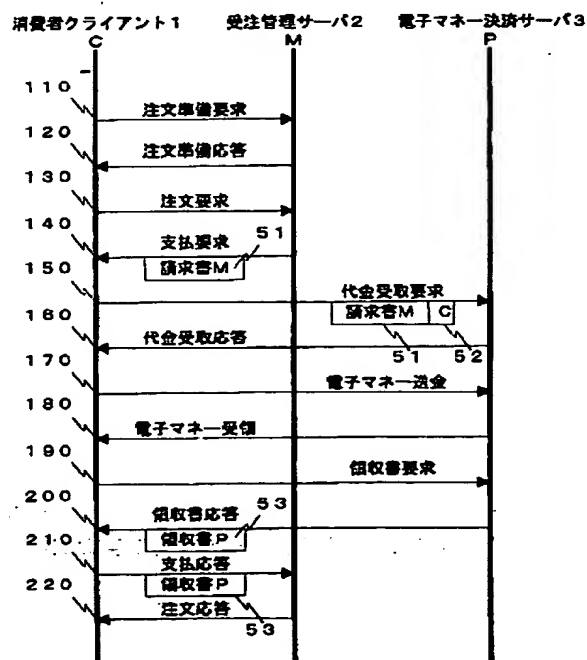 消費者クライアント1 受注管理サーバ2 電子マネー決済サーバ3
C M P
110
注文準備要求
120
注文準備応答
130
注文要求
140
支払要求 51
請求書M
150
代金受取要求
請求書M C
160
代金受取応答 51 52
170
電子マネー送金
180
電子マネー受領
190
領収書要求
200
領収書応答 53
領収書P
210
支払応答
領収書P
220
注文応答 53